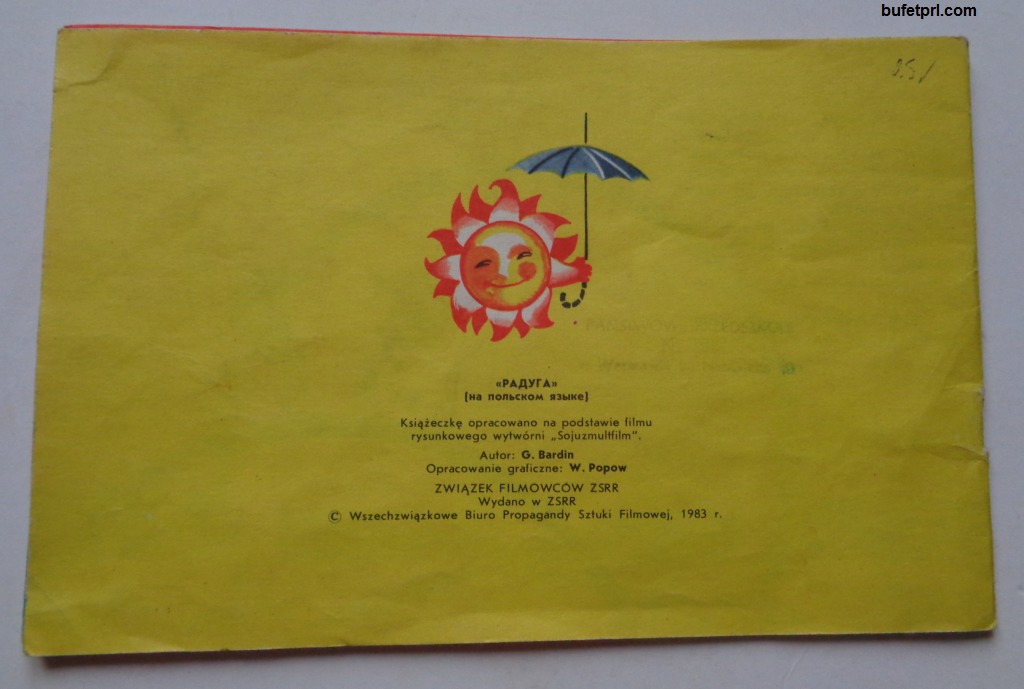 bufetprl.com
«РАДУГА»
(на польском языке)
Książeczkę opracowano na podstawie filmu
rysunkowego wytwórni „Sojuzmultfilm".
Autor: G. Bardin
Opracowanie graficzne: W. Popow
ZWIĄZEK FILMOWCÓW ZSRR
Wydano w ZSRR
© Wszechzwiązkowe Biuro Propagandy Sztuki Filmowej, 1983 r.